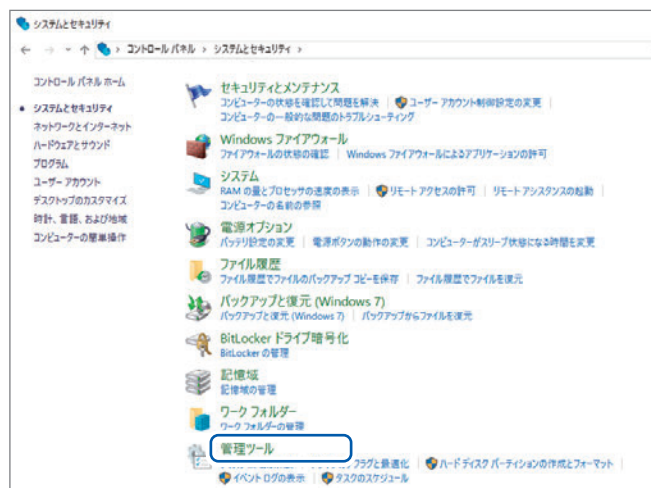 システムとセキュリティ
コントロール パネル › システムとセキュリティ ›
コントロール パネル ホーム
システムとセキュリティ
ネットワークとインターネット
ハードウェアとサウンド
プログラム
ユーザー アカウント
デスクトップのカスタマイズ
時計、言語、および地域
コンピューターの簡単操作
セキュリティとメンテナンス
コンピューターの状態を確認して問題を解決 | ユーザー アカウント制御設定の変更 |
コンピューターの一般的な問題のトラブルシューティング
Windows ファイアウォール
ファイアウォールの状態の確認 | Windows ファイアウォールによるアプリケーションの許可
システム
RAM の量とプロセッサの速度の表示 | リモート アクセスの許可 | リモート アシスタンスの起動 |
コンピューターの名前の参照
電源オプション
バッテリ設定の変更 | 電源ボタンの動作の変更 | コンピューターがスリープ状態になる時間を変更
ファイル履歴
ファイル履歴でファイルのバックアップ コピーを保存 | ファイル履歴でファイルを復元
バックアップと復元 (Windows 7)
バックアップと復元 (Windows 7) | バックアップからファイルを復元
BitLocker ドライブ暗号化
BitLocker の管理
記憶域
記憶域の管理
ワーク フォルダー
ワーク フォルダーの管理
管理ツール
フラグと最適化 | ハード ディスク パーティションの作成とフォーマット |
イベント ログの表示 | タスクのスケジュール